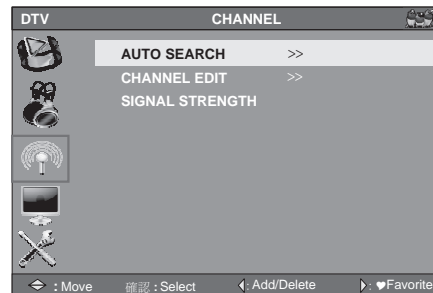 DTV CHANNEL
AUTO SEARCH >>
CHANNEL EDIT >>
SIGNAL STRENGTH
: Move 確認 : Select : Add/Delete : ♥Favorite